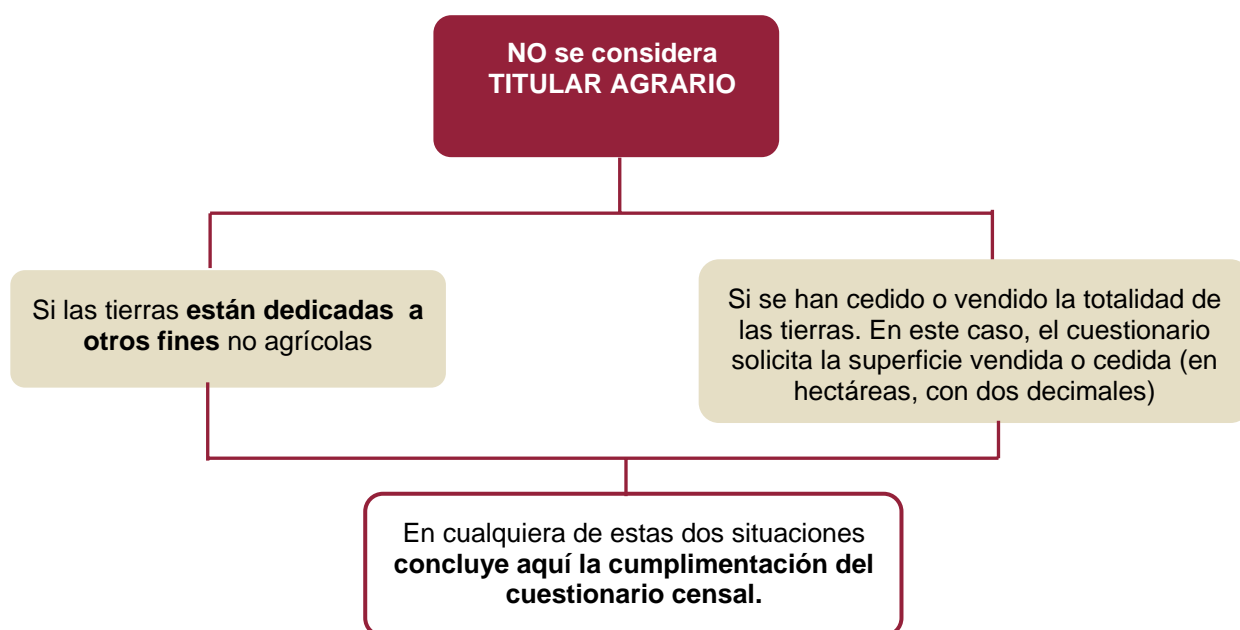 NO se considera
TITULAR AGRARIO
Si las tierras están dedicadas a
otros fines no agrícolas
Si se han cedido o vendido la totalidad de
las tierras. En este caso, el cuestionario
solicita la superficie vendida o cedida (en
hectáreas, con dos decimales)
En cualquiera de estas dos situaciones
concluye aquí la cumplimentación del
cuestionario censal.